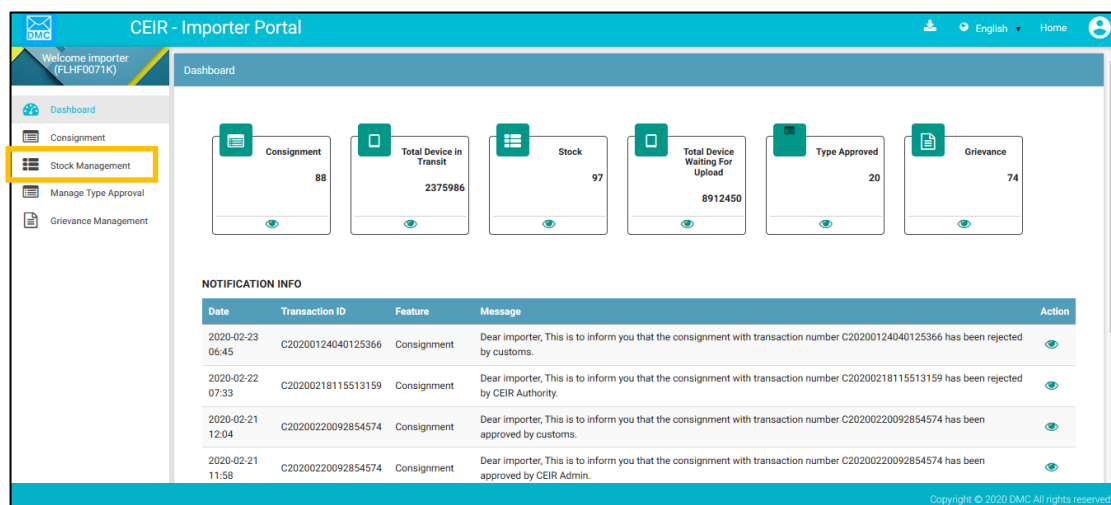 DMC
CEIR - Importer Portal
English
Home
Welcome importer
(FLHF0071K)
Dashboard
Dashboard
Consignment
Stock Management
Manage Type Approval
Grievance Management
Consignment
88
Total Device in
Transit
2375986
Stock
97
Total Device
Waiting For
Upload
8912450
Type Approved
20
Grievance
74
NOTIFICATION INFO
Date Transaction ID Feature Message Action
2020-02-23
06:45
C20200124040125366 Consignment
Dear importer, This is to inform you that the consignment with transaction number C20200124040125366 has been rejected
by customs.
2020-02-22
07:33
C20200218115513159 Consignment
Dear importer, This is to inform you that the consignment with transaction number C20200218115513159 has been rejected
by CEIR Authority.
2020-02-21
12:04
C20200220092854574 Consignment
Dear importer, This is to inform you that the consignment with transaction number C20200220092854574 has been
approved by customs.
2020-02-21
11:58
C20200220092854574 Consignment
Dear importer, This is to inform you that the consignment with transaction number C20200220092854574 has been
approved by CEIR Admin.
Copyright © 2020 DMC All rights reserved